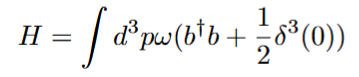 H = ∫ d³pω(b†b + ½δ³(0))